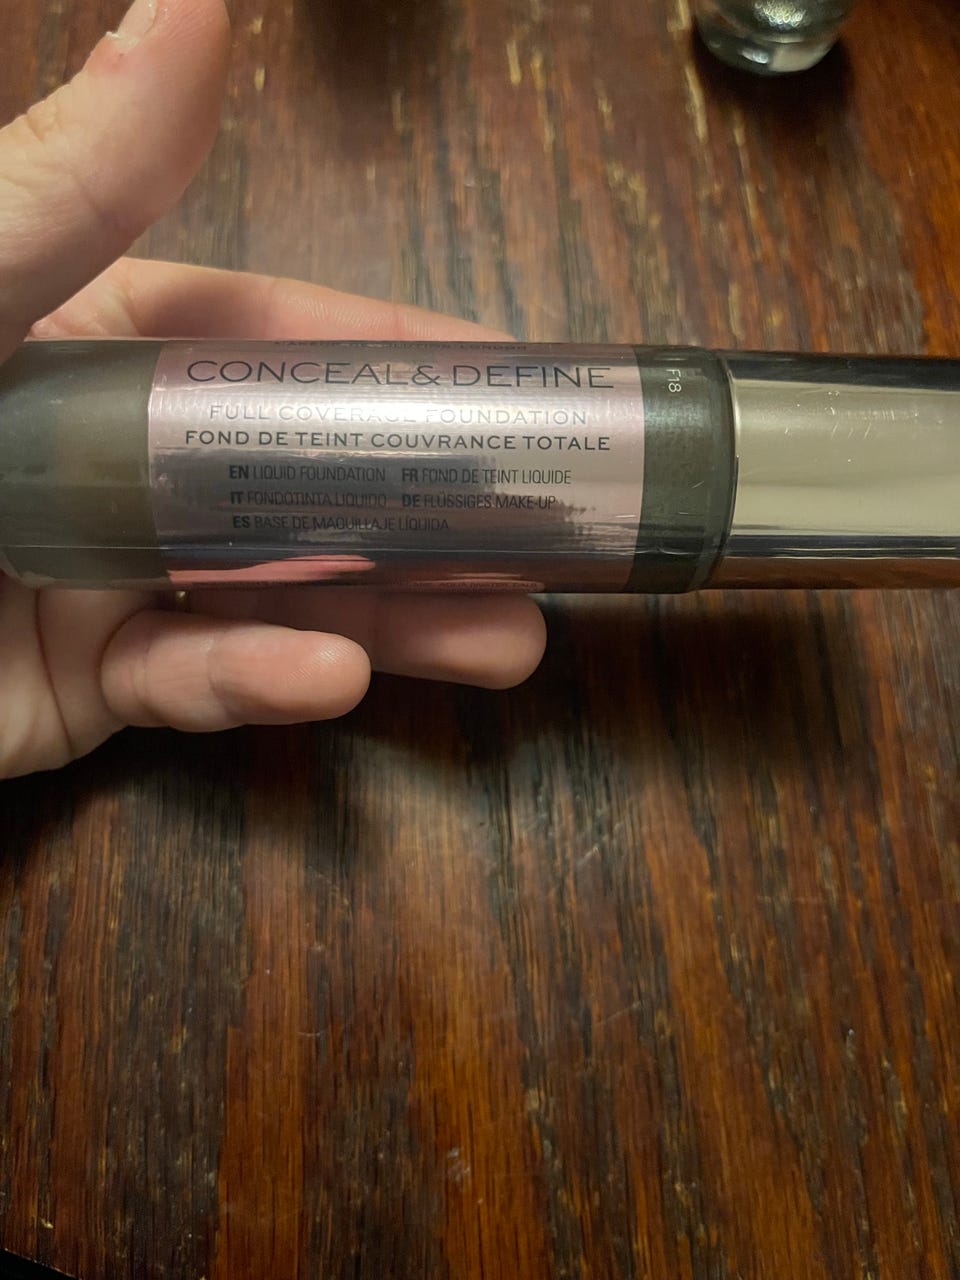 CONCEAL & DEFINE
FULL COVERAGE FOUNDATION
FOND DE TEINT COUVRANCE TOTALE
EN LIQUID FOUNDATION FR FOND DE TEINT LIQUIDE
IT FONDOTINTA LIQUIDO DE FLÜSSIGES MAKE-UP
ES BASE DE MAQUILLAJE LÍQUIDA
F18